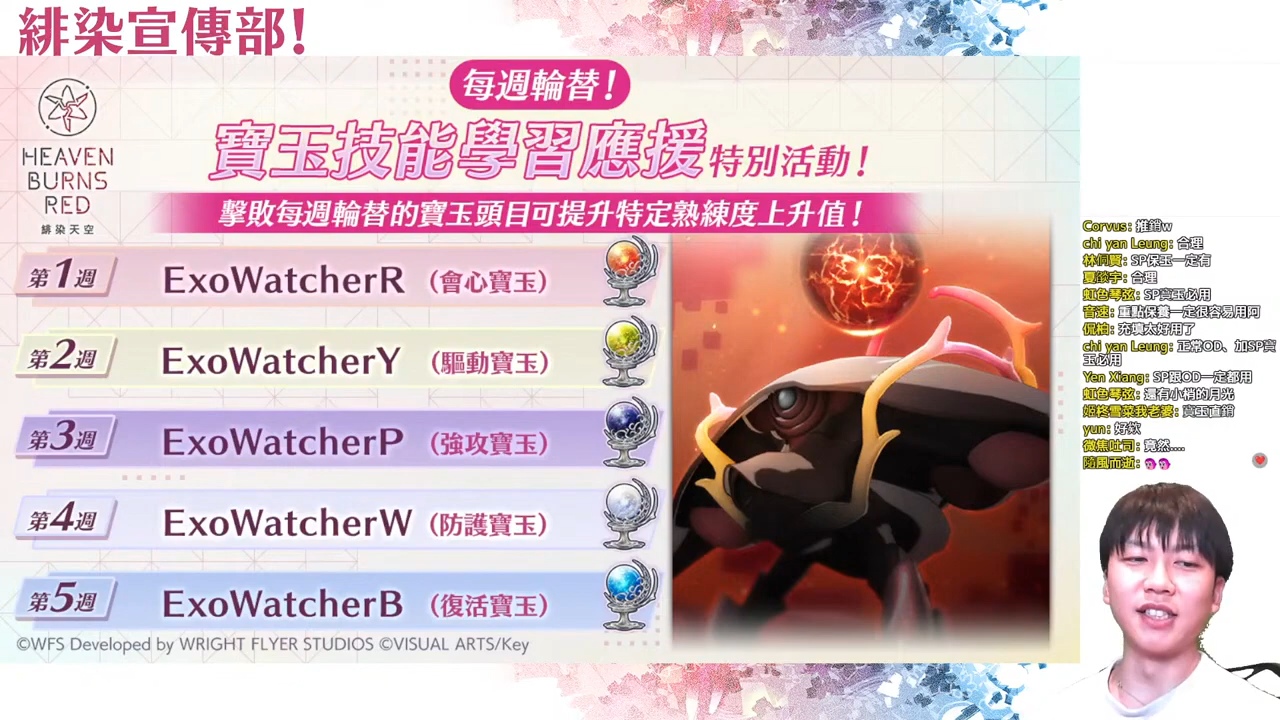 緋染宣傳部!
每週輪替!
HEAVEN
BURNS
RED
緋染天空
寶玉技能學習應援特別活動!
擊敗每週輪替的寶玉頭目可提升特定熟練度上升值!
第1週 ExoWatcherR (會心寶玉)
第2週 ExoWatcherY (驅動寶玉)
第3週 ExoWatcherP (強攻寶玉)
第4週 ExoWatcherW (防護寶玉)
第5週 ExoWatcherB (復活寶玉)
©WFS Developed by WRIGHT FLYER STUDIOS ©VISUAL ARTS/Key
Corvus: 推銷w
chi yan Leung: 合理
林侗賢: SP保玉一定有
夏燚宇: 合理
虹色琴弦: SP寶玉必用
音速: 重點保養一定很容易用阿
侃柏: 充填太好用了
chi yan Leung: 正常OD、加SP寶
玉必用
Yen Xiang: SP跟OD一定都用
虹色琴弦: 還有小梢的月光
姬柊雪菜我老婆: 寶玉直銷
yun: 好欸
微焦吐司: 竟然....
隨風而逝: